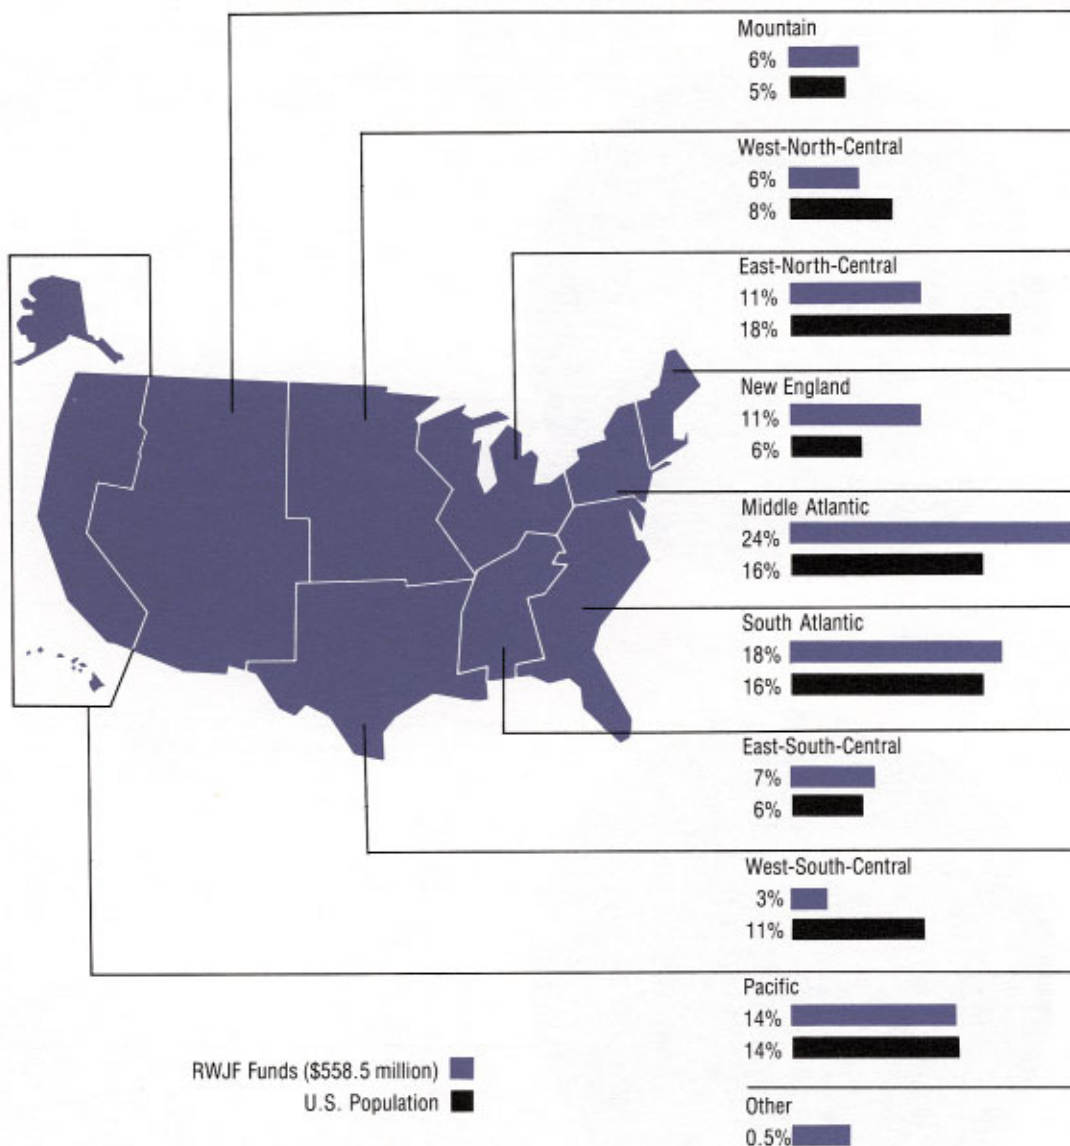 Mountain
6%
5%
West-North-Central
6%
8%
East-North-Central
11%
18%
New England
11%
6%
Middle Atlantic
24%
16%
South Atlantic
18%
16%
East-South-Central
7%
6%
West-South-Central
3%
11%
Pacific
14%
14%
Other
0.5%
RWJF Funds ($558.5 million)
U.S. Population